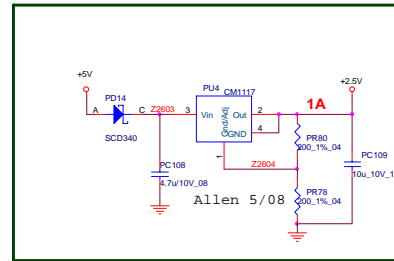 +5V
+2.5V
PD14
PU4
CM1117
1A
A
C
Z2603
3
Vin
Out
2
Gnd/Adj
GND
4
SCD340
PR80
200_1%_04
1
Z2604
PC108
4.7u/10V_08
PC109
10u_10V_1
PR78
200_1%_04
Allen 5/08